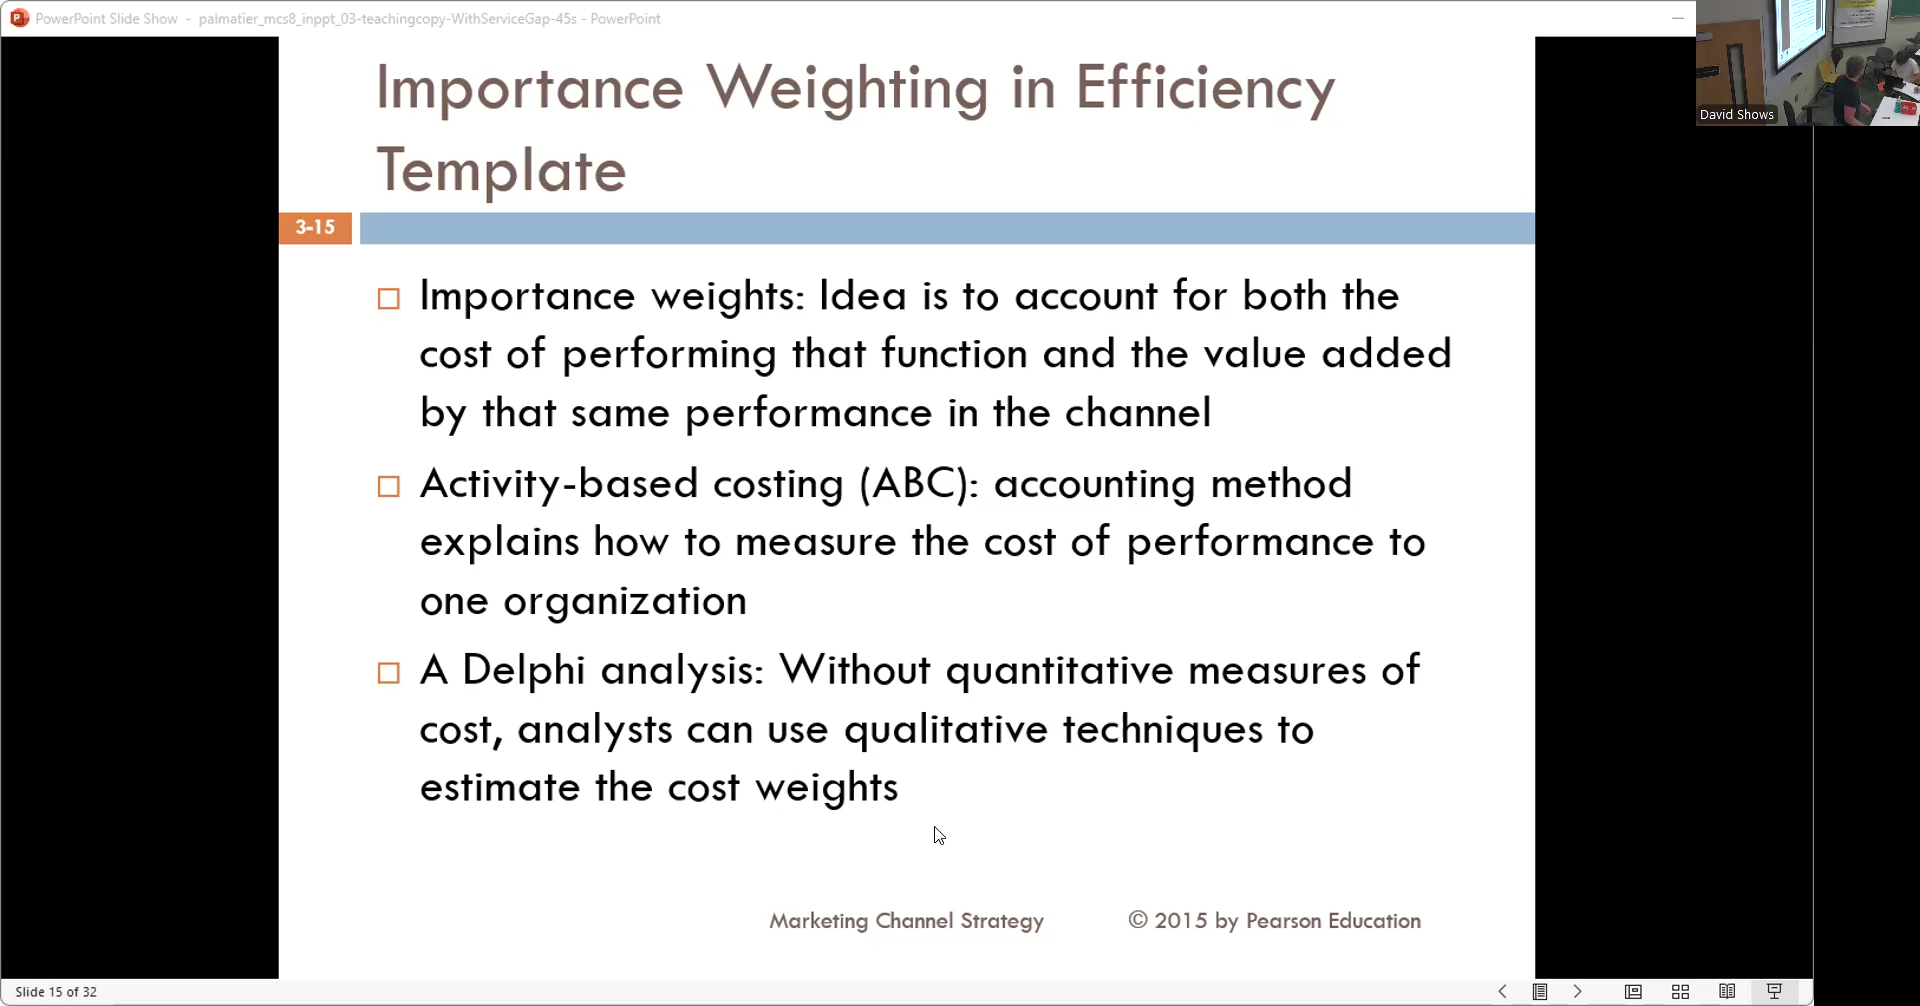 PowerPoint Slide Show - palmatier_mcs8_inppt_03-teachingcopy-WithServiceGap-45s - PowerPoint
David Shows
Importance Weighting in Efficiency
Template
3-15
Importance weights: Idea is to account for both the
cost of performing that function and the value added
by that same performance in the channel
Activity-based costing (ABC): accounting method
explains how to measure the cost of performance to
one organization
A Delphi analysis: Without quantitative measures of
cost, analysts can use qualitative techniques to
estimate the cost weights
Marketing Channel Strategy © 2015 by Pearson Education
Slide 15 of 32